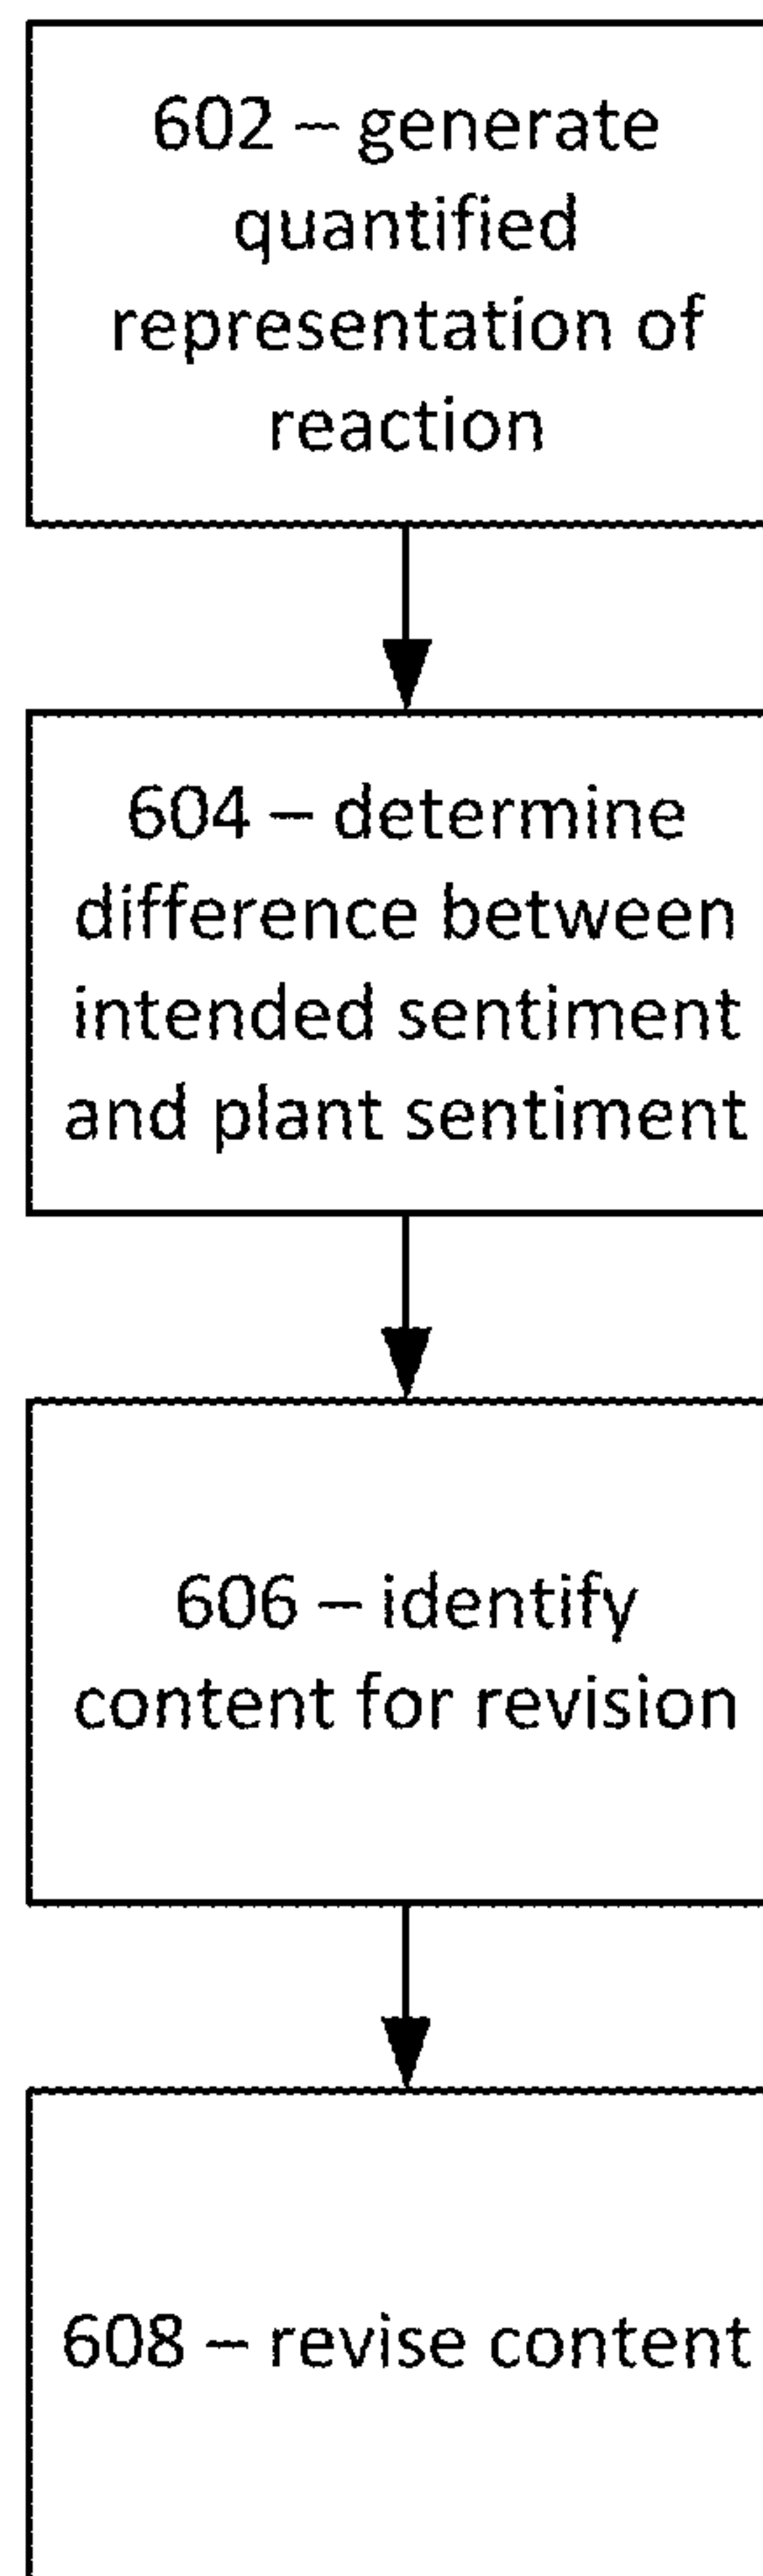 602 – generate
quantified
representation of
reaction
604 – determine
difference between
intended sentiment
and plant sentiment
606 – identify
content for revision
608 – revise content